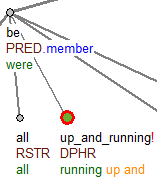 be
PRED.member
were
all up_and_running!
RSTR DPHR
all running up and